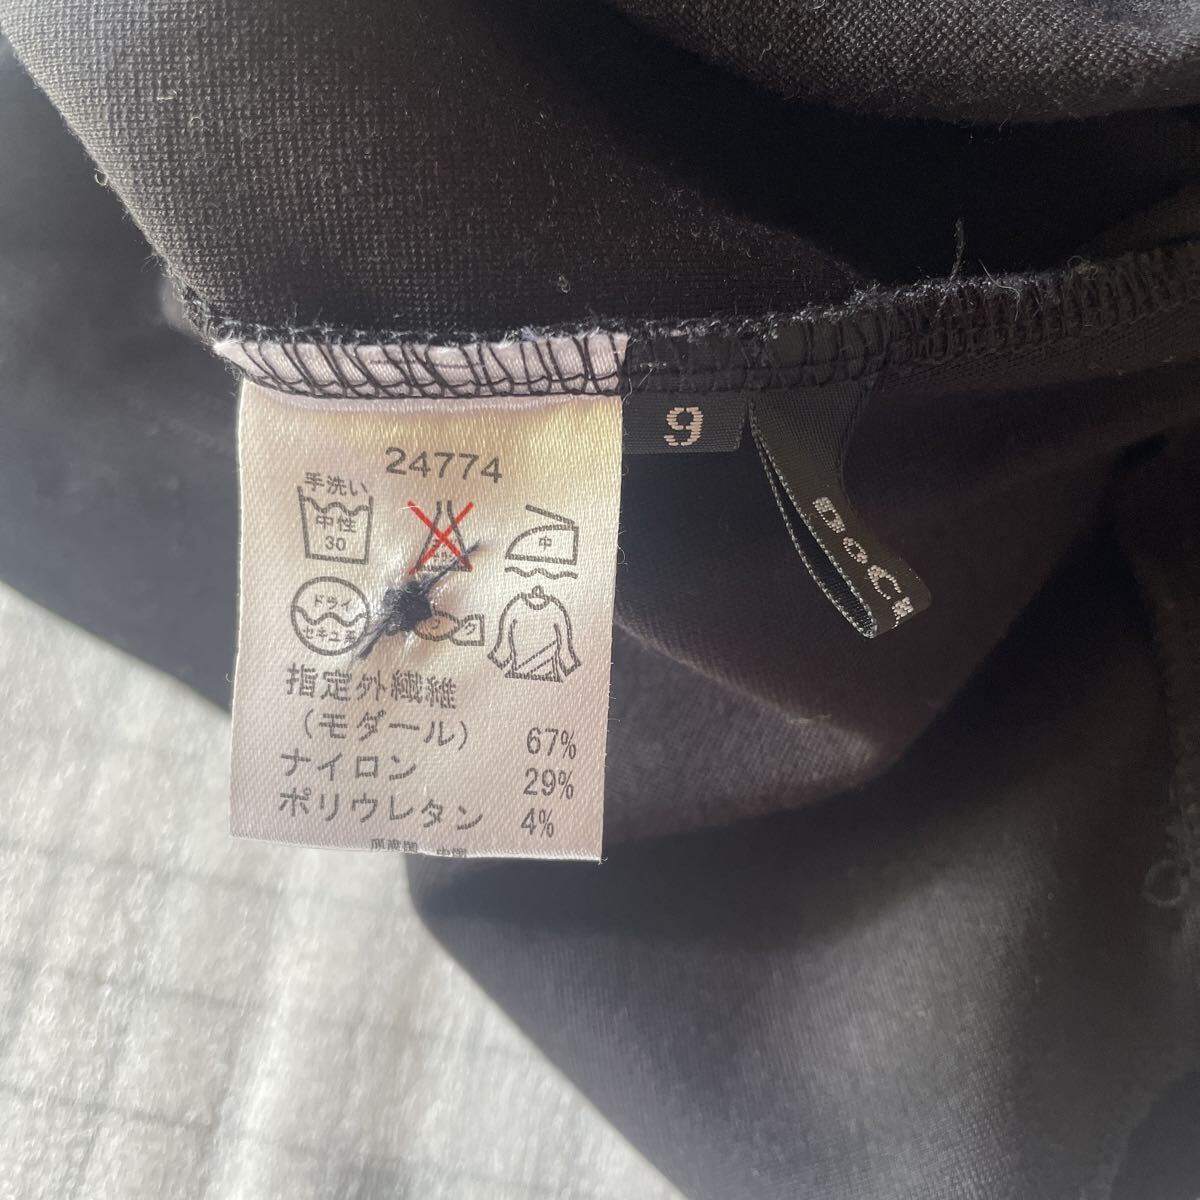 24774
手洗い
中性
30
中
ドライ
セキユ系
指定外繊維
(モダール) 67%
ナイロン 29%
ポリウレタン 4%
9